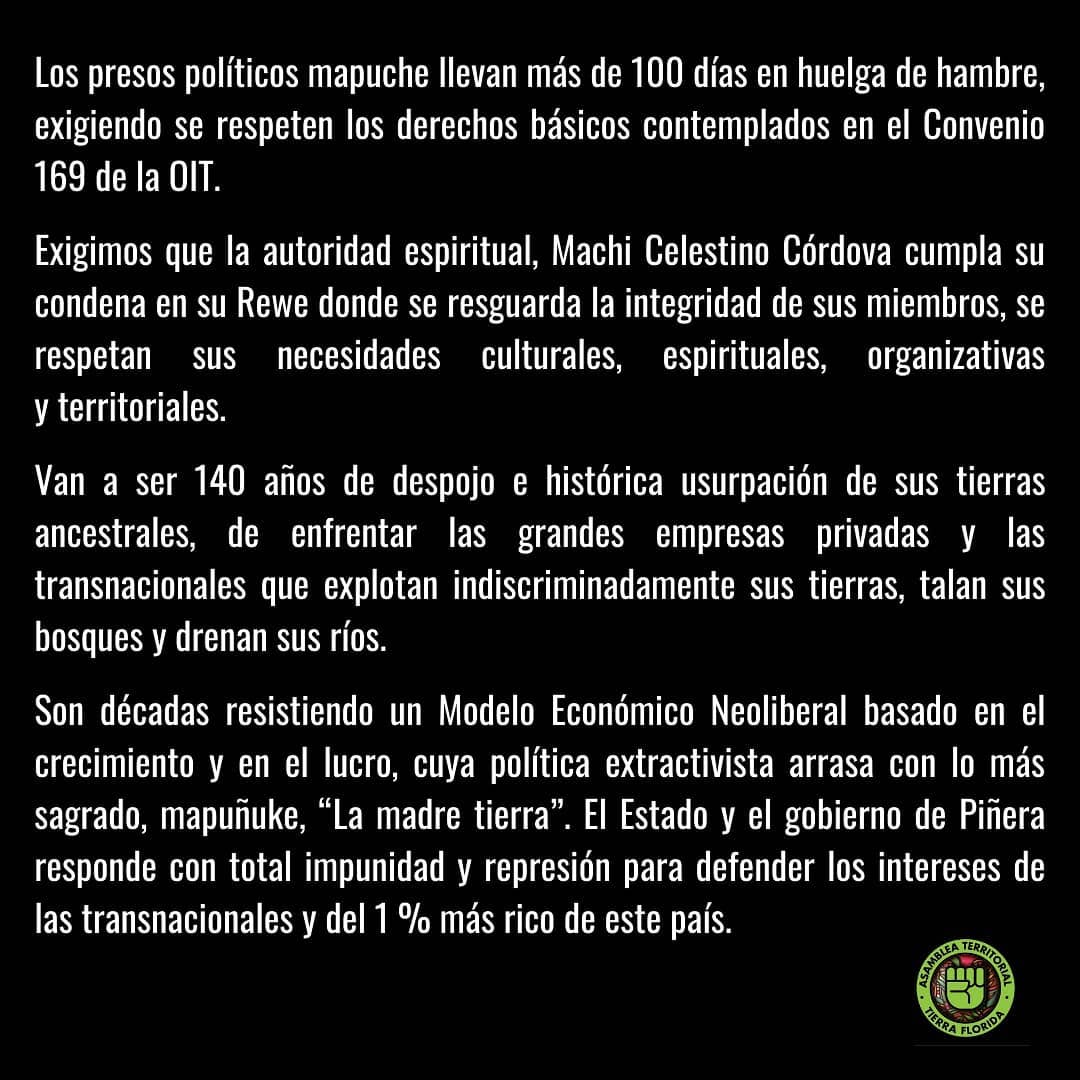 Los presos políticos mapuche llevan más de 100 días en huelga de hambre,
exigiendo se respeten los derechos básicos contemplados en el Convenio
169 de la OIT.
Exigimos que la autoridad espiritual, Machi Celestino Córdova cumpla su
condena en su Rewe donde se resguarda la integridad de sus miembros, se
respetan sus necesidades culturales, espirituales, organizativas
y territoriales.
Van a ser 140 años de despojo e histórica usurpación de sus tierras
ancestrales, de enfrentar las grandes empresas privadas y las
transnacionales que explotan indiscriminadamente sus tierras, talan sus
bosques y drenan sus ríos.
Son décadas resistiendo un Modelo Económico Neoliberal basado en el
crecimiento y en el lucro, cuya política extractivista arrasa con lo más
sagrado, mapuñuke, “La madre tierra”. El Estado y el gobierno de Piñera
responde con total impunidad y represión para defender los intereses de
las transnacionales y del 1 % más rico de este país.
ASAMBLEA TERRITORIAL
TIERRA FLORIDA